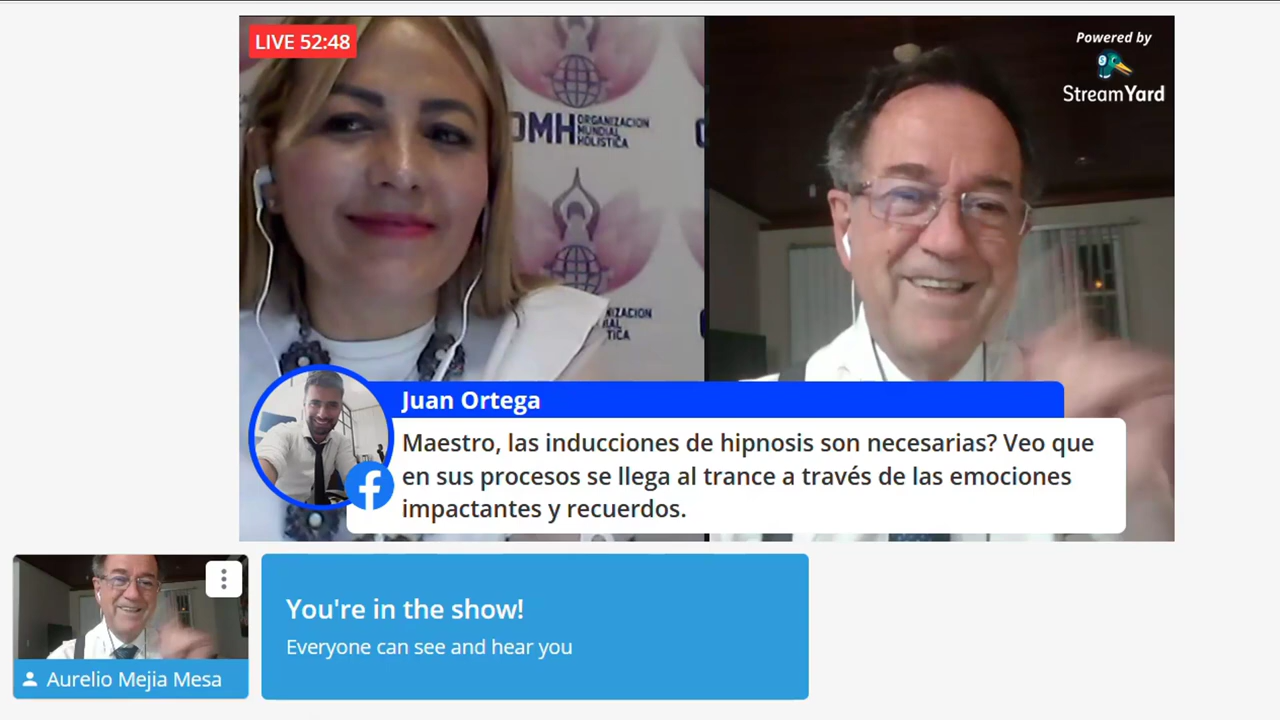 LIVE 52:48
Powered by
StreamYard
OMH ORGANIZACION
MUNDIAL
HOLISTICA
Juan Ortega
Maestro, las inducciones de hipnosis son necesarias? Veo que
en sus procesos se llega al trance a través de las emociones
impactantes y recuerdos.
You're in the show!
Everyone can see and hear you
Aurelio Mejia Mesa